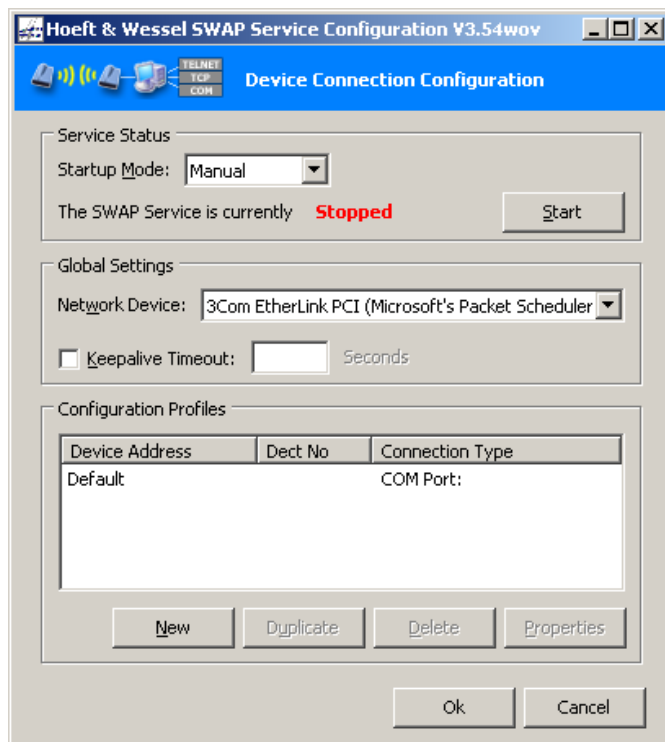 Hoeft & Wessel SWAP Service Configuration V3.54wov
TELNET
TCP
COM
Device Connection Configuration
Service Status
Startup Mode: Manual
The SWAP Service is currently Stopped Start
Global Settings
Network Device: 3Com EtherLink PCI (Microsoft's Packet Scheduler
Keepalive Timeout: Seconds
Configuration Profiles
Device Address Dect No Connection Type
Default COM Port:
New Duplicate Delete Properties
Ok Cancel